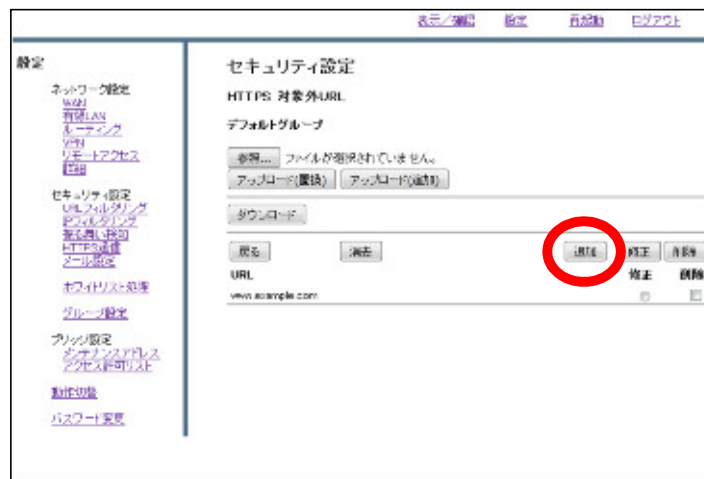 表示/確認 設定 再起動 ログアウト
設定
ネットワーク設定
WAN
有線LAN
ルーティング
VPN
リモートアクセス
詳細
セキュリティ設定
URLフィルタリング
IPフィルタリング
振る舞い検知
HTTPS通信
メール設定
ホワイトリスト処理
グループ設定
ブリッジ設定
メンテナンスアドレス
アクセス許可リスト
動作切替
パスワード変更
セキュリティ設定
HTTPS 対象外URL
デフォルトグループ
参照... ファイルが選択されていません。
アップロード(置換) アップロード(追加)
ダウンロード
戻る 消去 追加 修正 削除
URL 修正 削除
www.example.com